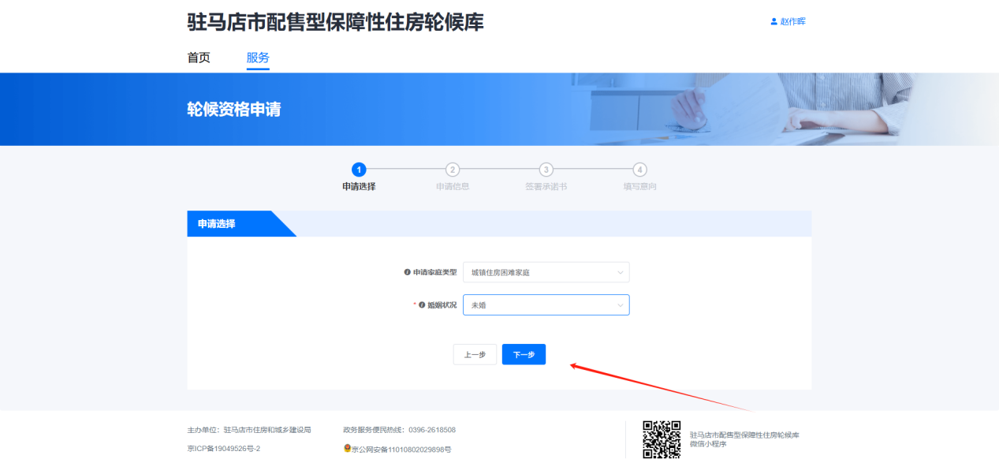 驻马店市配售型保障性住房轮候库
赵作晖
首页 服务
轮候资格申请
1 2 3 4
申请选择 申请信息 签署承诺书 填写意向
申请选择
申请家庭类型 城镇住房困难家庭
* 婚姻状况 未婚
上一步 下一步
主办单位：驻马店市住房和城乡建设局 政务服务便民热线：0396-2618508
京ICP备19049526号-2 京公网安备11010802029898号
驻马店市配售型保障性住房轮候库
微信小程序